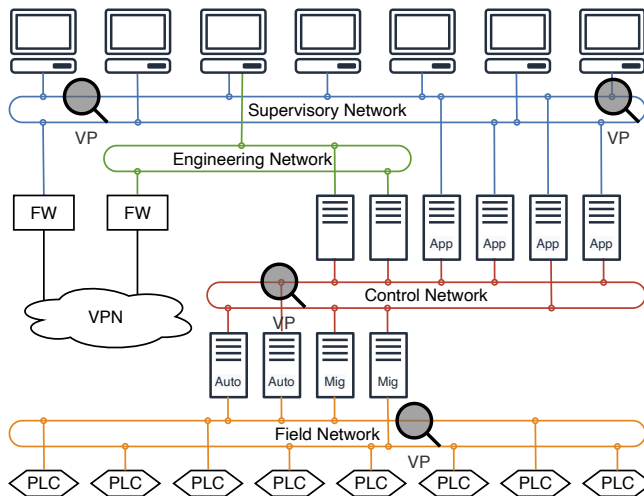 Supervisory Network
VP
VP
Engineering Network
FW
FW
App
App
App
App
VPN
Control Network
VP
Auto
Auto
Mig
Mig
Field Network
VP
PLC
PLC
PLC
PLC
PLC
PLC
PLC
PLC